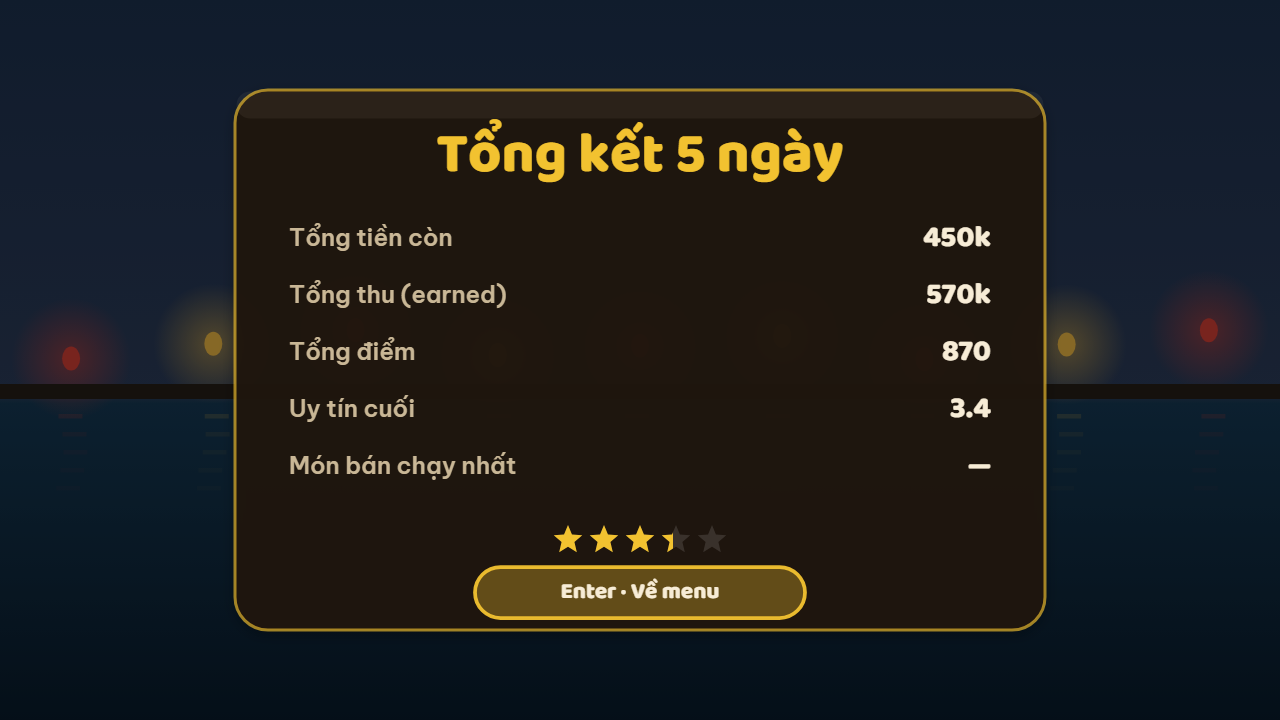 Tổng kết 5 ngày
Tổng tiền còn 450k
Tổng thu (earned) 570k
Tổng điểm 870
Uy tín cuối 3.4
Món bán chạy nhất —
Enter · Về menu